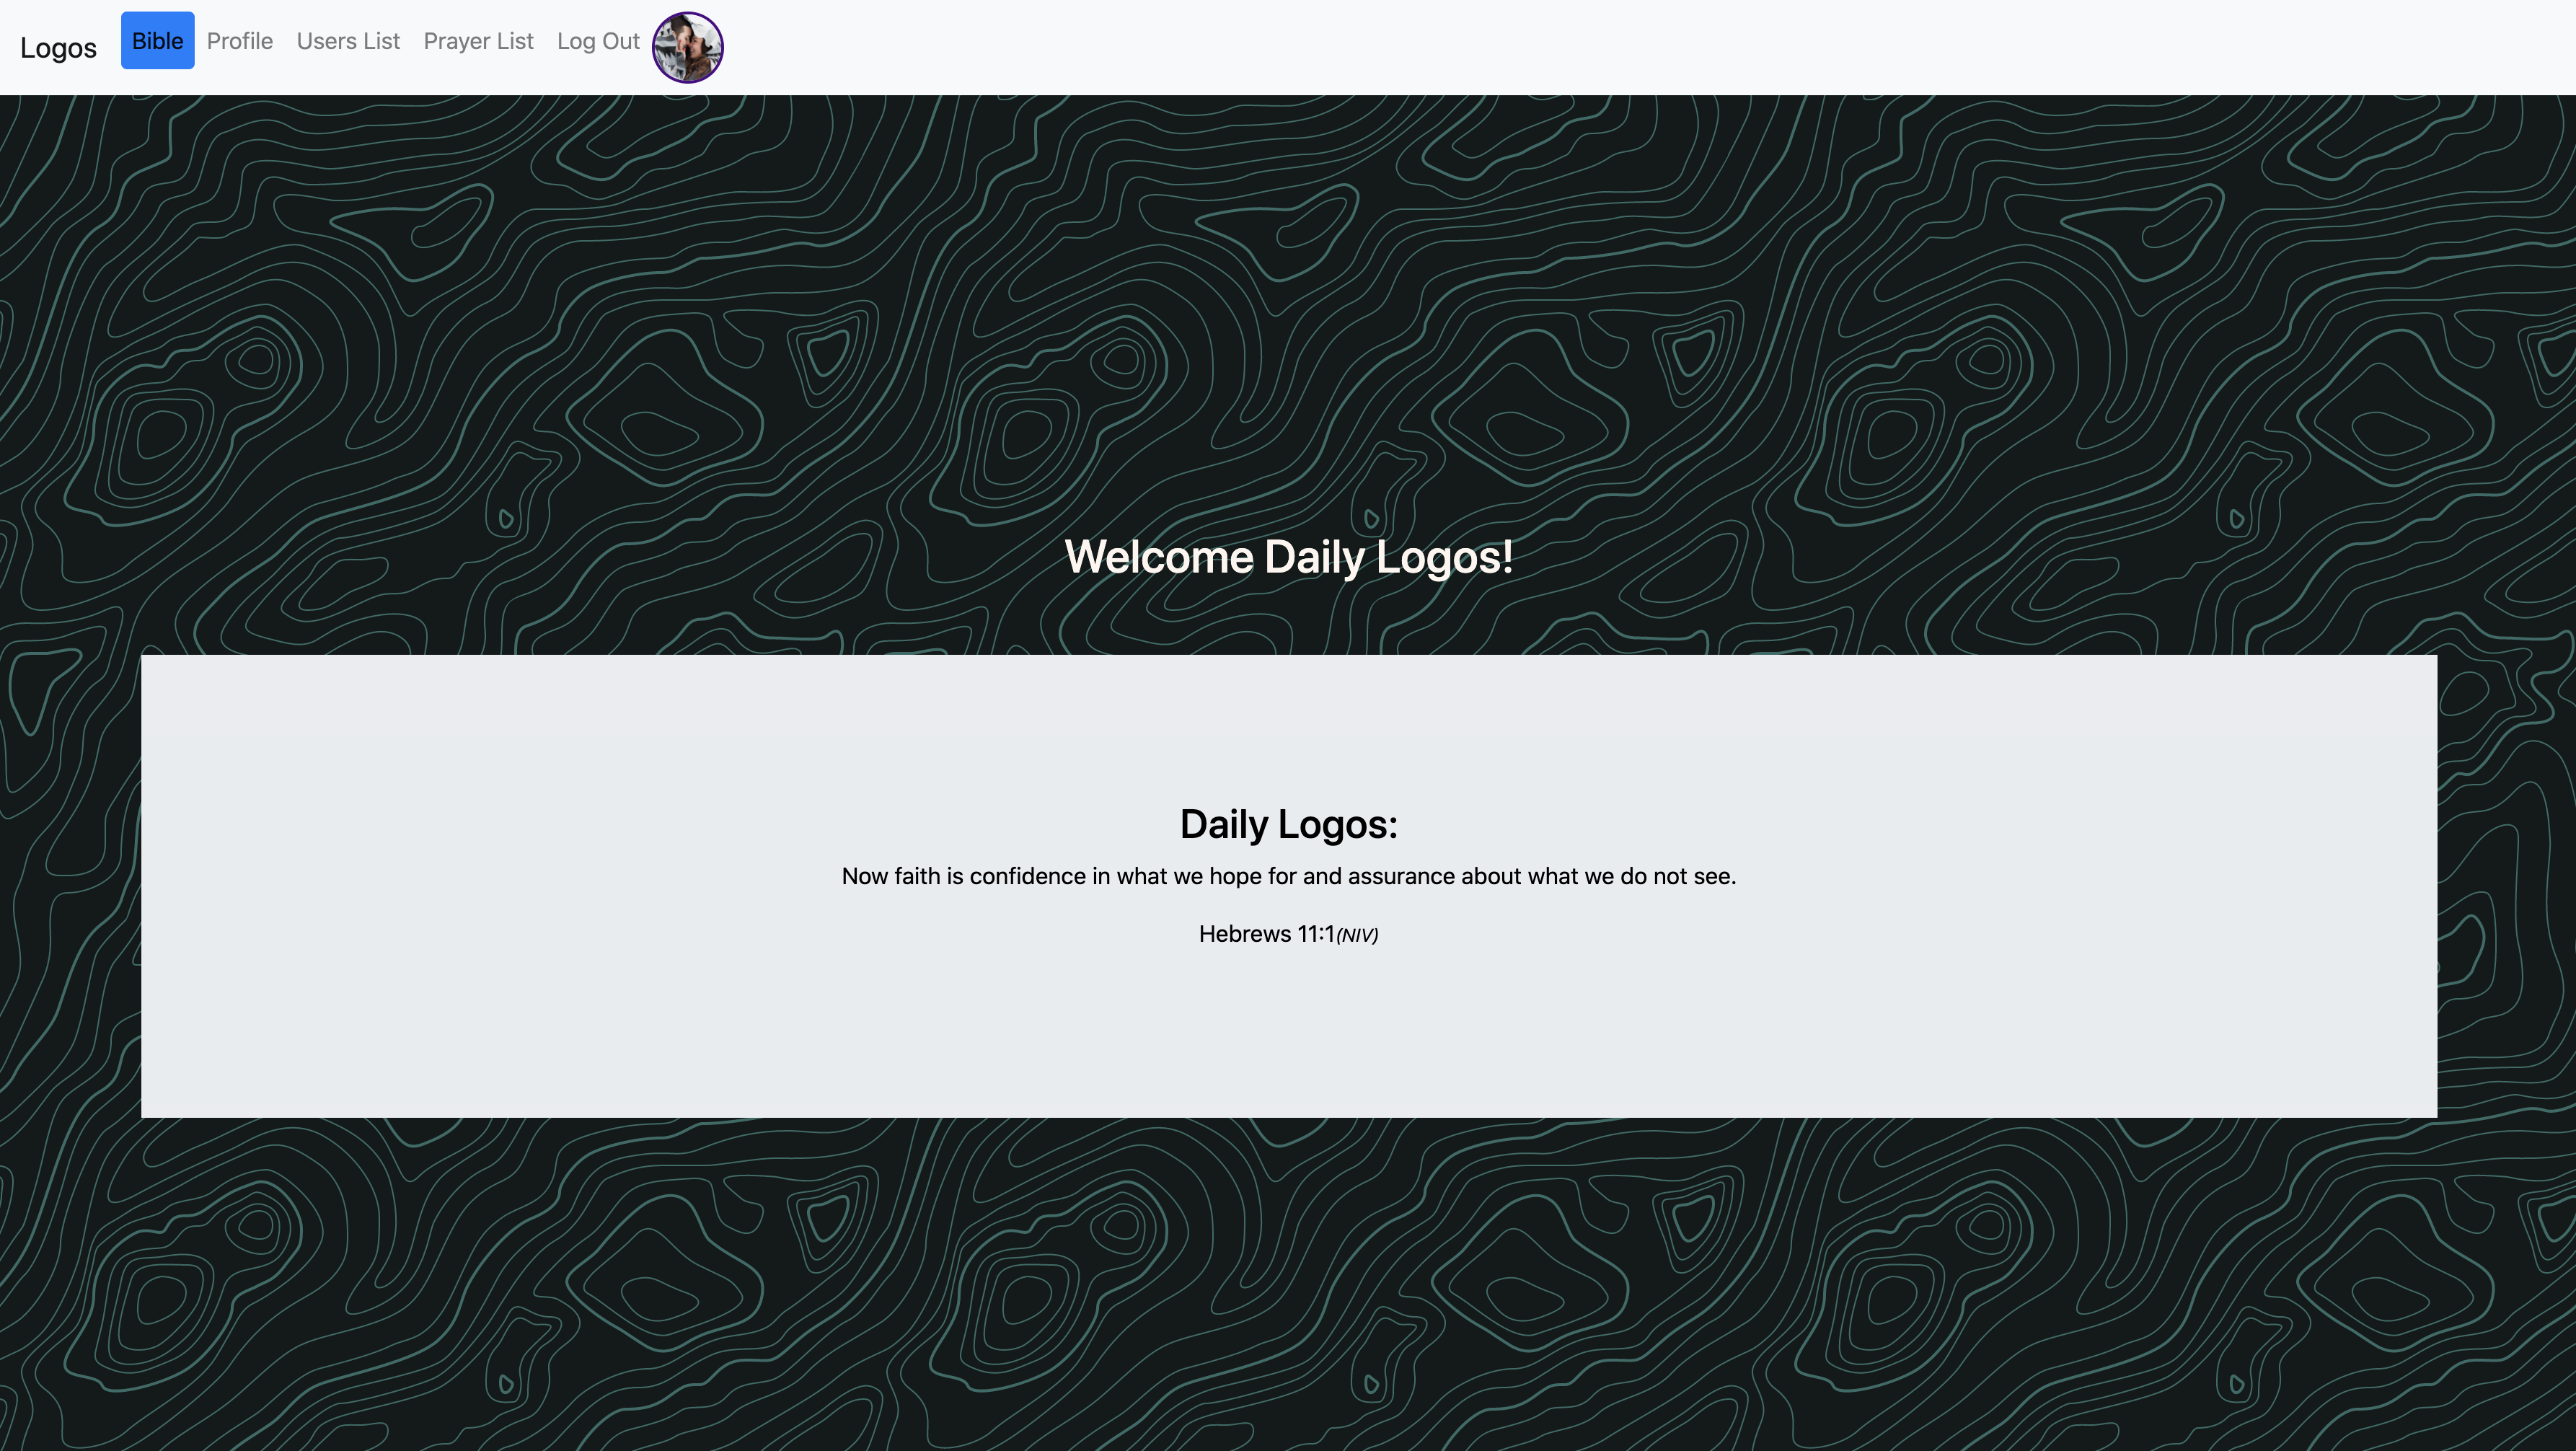 Logos Bible Profile Users List Prayer List Log Out
Welcome Daily Logos!
Daily Logos:
Now faith is confidence in what we hope for and assurance about what we do not see.
Hebrews 11:1(NIV)